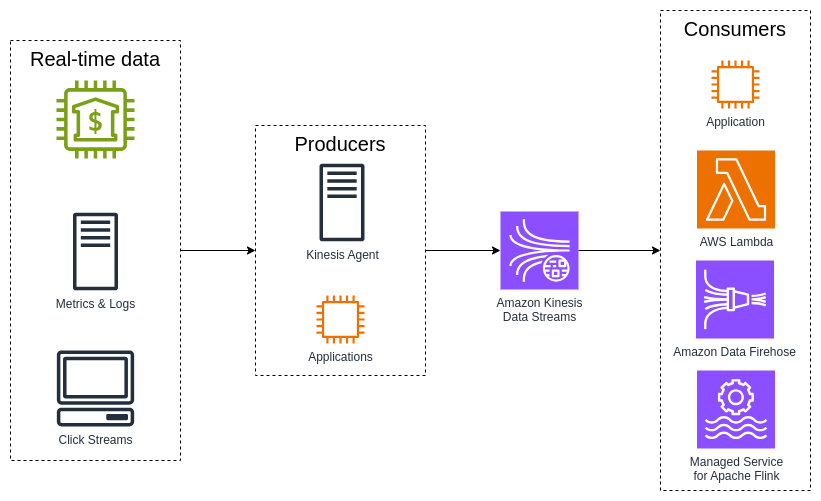 Real-time data
$
Metrics & Logs
Click Streams
Producers
Kinesis Agent
Applications
Amazon Kinesis
Data Streams
Consumers
Application
AWS Lambda
Amazon Data Firehose
Managed Service
for Apache Flink